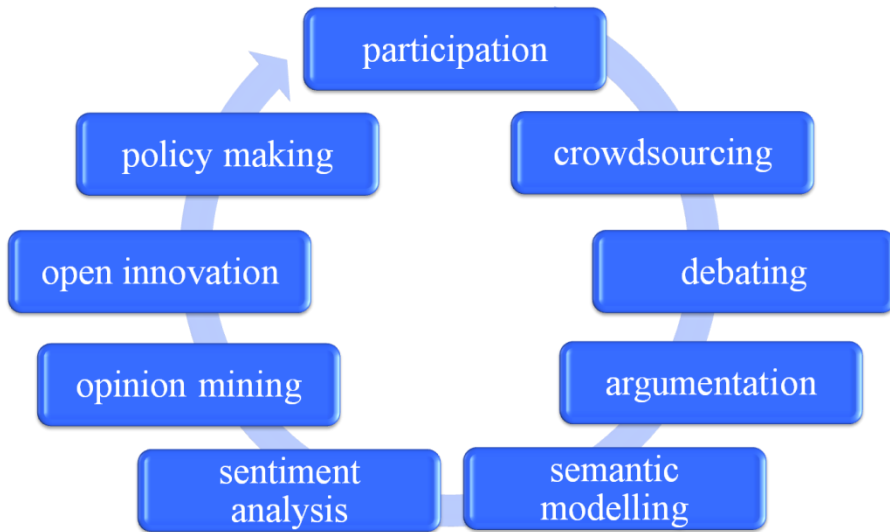 participation
crowdsourcing
debating
argumentation
semantic
modelling
sentiment
analysis
opinion mining
open innovation
policy making